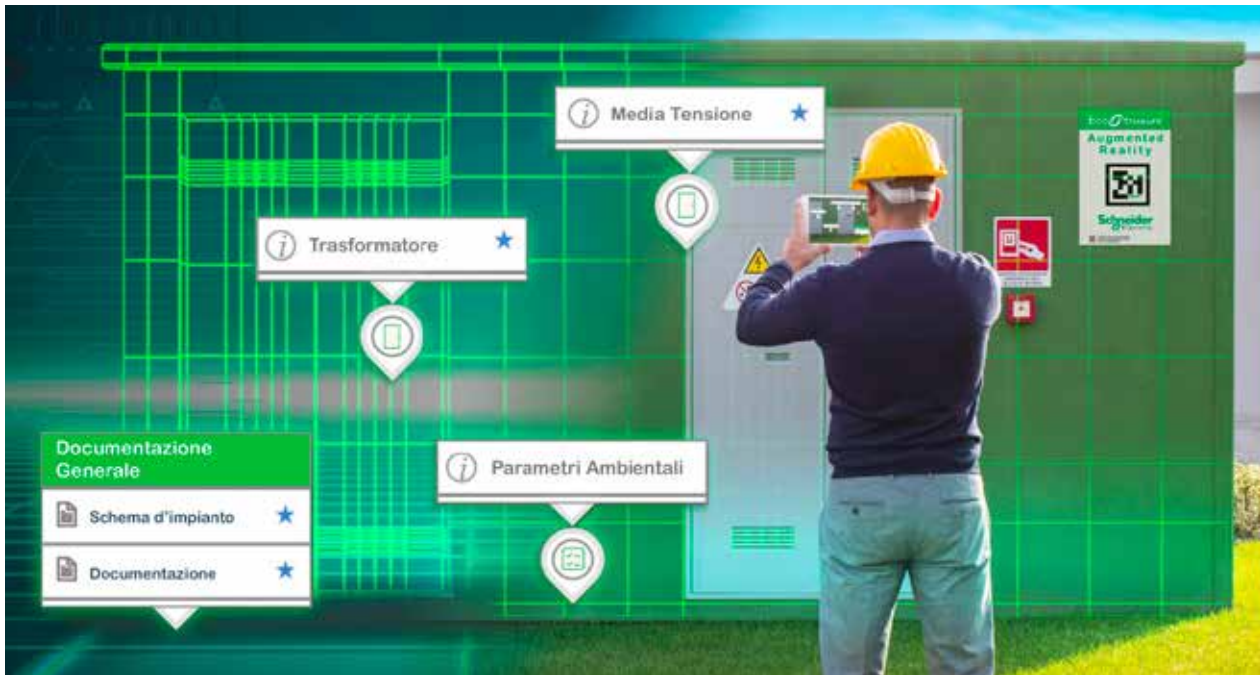 Media Tensione
Trasformatore
Parametri Ambientali
Documentazione
Generale
Schema d'impianto
Documentazione
Augmented
Reality
Schneider